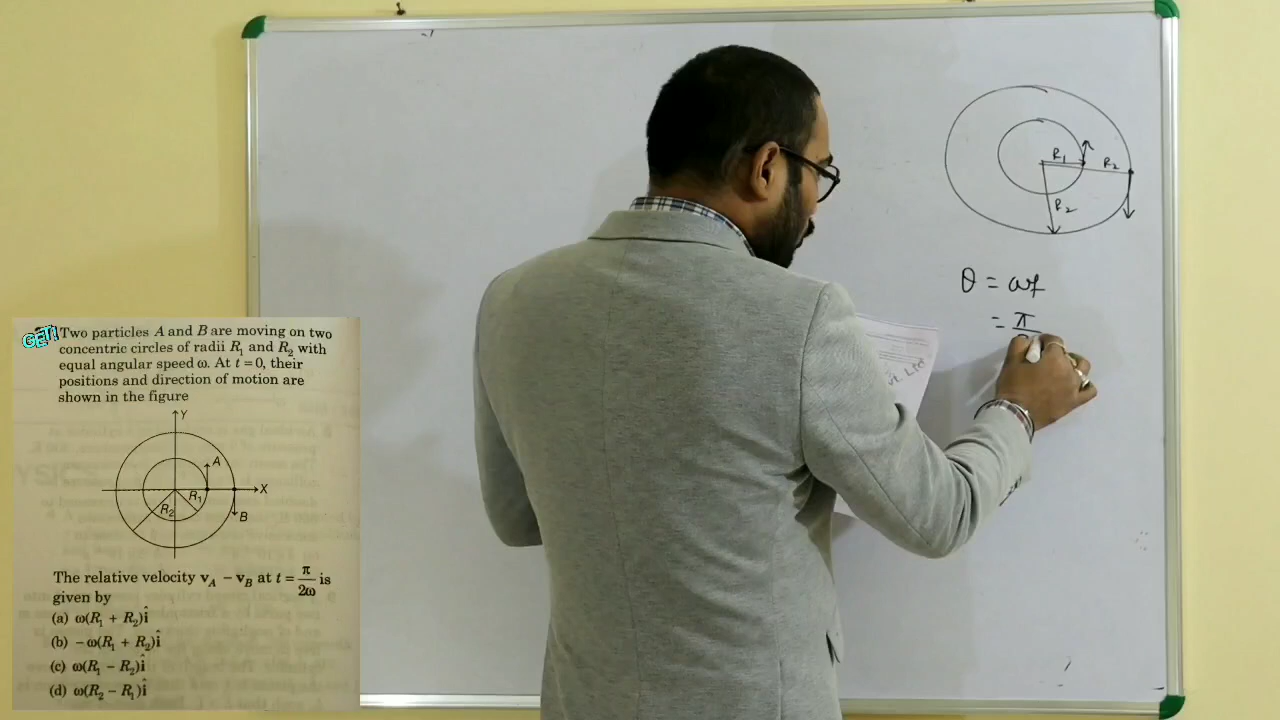 GET!
Two particles A and B are moving on two
concentric circles of radii R₁ and R₂ with
equal angular speed ω. At t = 0, their
positions and direction of motion are
shown in the figure
Y
A
X
R₁
R₂
B
The relative velocity v_A − v_B at t = π/2ω is
given by
(a) ω(R₁ + R₂)î
(b) − ω(R₁ + R₂)î
(c) ω(R₁ − R₂)î
(d) ω(R₂ − R₁)î
R₁ R₂
R₂
θ = ωt
= π